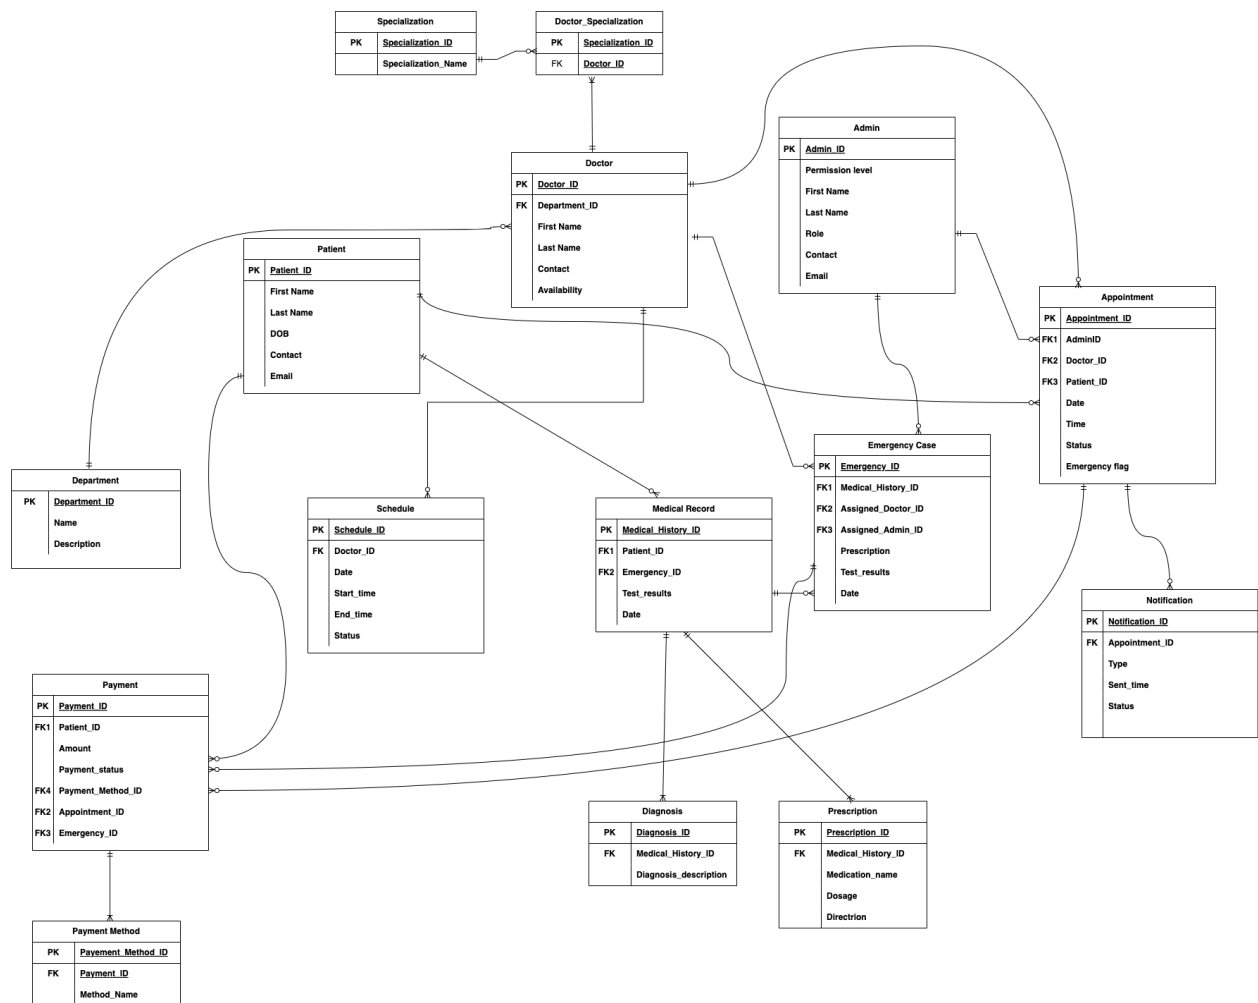 Specialization
PK Specialization_ID
Specialization_Name
Doctor_Specialization
PK Specialization_ID
FK Doctor_ID
Admin
PK Admin_ID
Permission level
First Name
Last Name
Role
Contact
Email
Doctor
PK Doctor_ID
FK Department_ID
First Name
Last Name
Contact
Availability
Patient
PK Patient_ID
First Name
Last Name
DOB
Contact
Email
Appointment
PK Appointment_ID
FK1 AdminID
FK2 Doctor_ID
FK3 Patient_ID
Date
Time
Status
Emergency flag
Emergency Case
PK Emergency_ID
FK1 Medical_History_ID
FK2 Assigned_Doctor_ID
FK3 Assigned_Admin_ID
Prescription
Test_results
Date
Department
PK Department_ID
Name
Description
Schedule
PK Schedule_ID
FK Doctor_ID
Date
Start_time
End_time
Status
Medical Record
PK Medical_History_ID
FK1 Patient_ID
FK2 Emergency_ID
Test_results
Date
Notification
PK Notification_ID
FK Appointment_ID
Type
Sent_time
Status
Payment
PK Payment_ID
FK1 Patient_ID
Amount
Payment_status
FK4 Payment_Method_ID
FK2 Appointment_ID
FK3 Emergency_ID
Diagnosis
PK Diagnosis_ID
FK Medical_History_ID
Diagnosis_description
Prescription
PK Prescription_ID
FK Medical_History_ID
Medication_name
Dosage
Directrion
Payment Method
PK Payement_Method_ID
FK Payment_ID
Method_Name